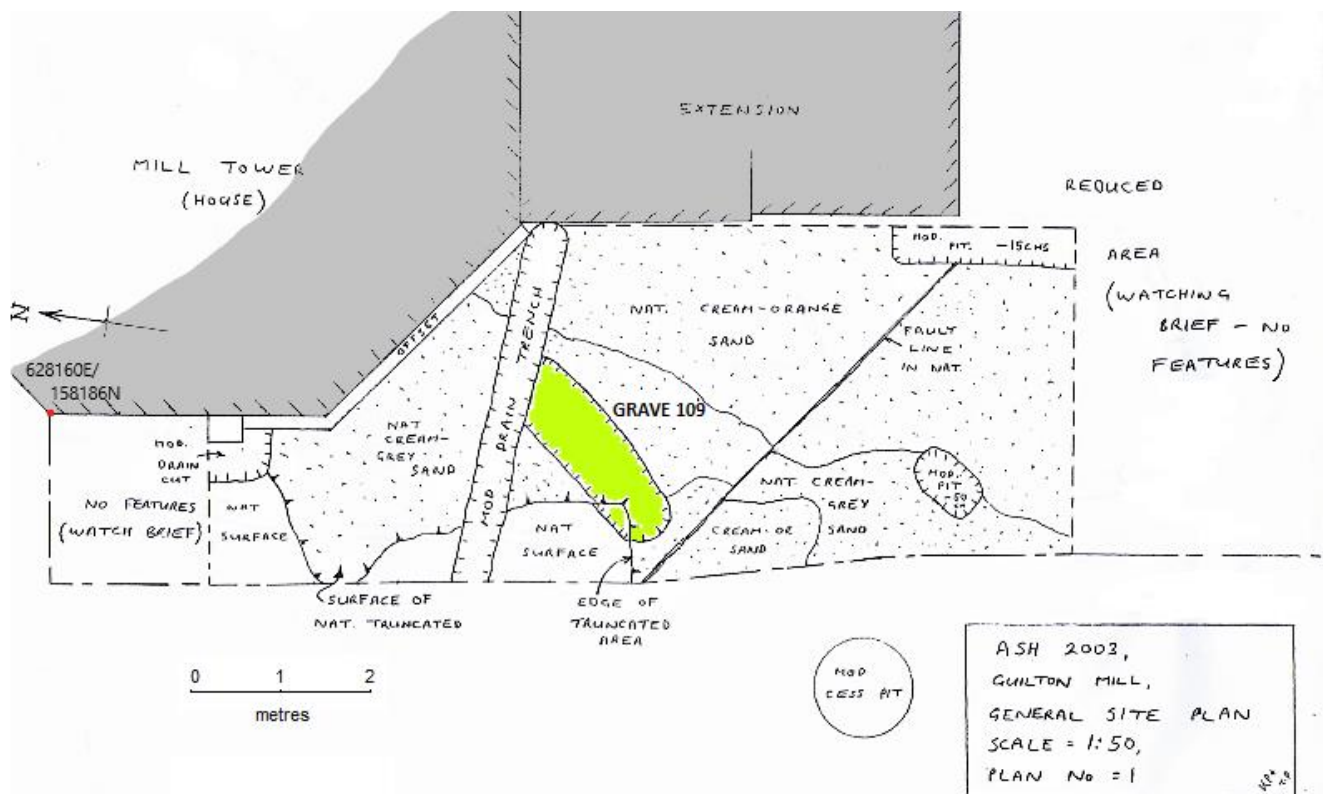 EXTENSION
MILL TOWER
(HOUSE)
REDUCED
AREA
(WATCHING
BRIEF - NO
FEATURES)
MOD.
PIT. -15CMS
N
OFFSET
MOD DRAIN TRENCH
NAT. CREAM-ORANGE
SAND
FAULT
LINE
IN NAT.
628160E/
158186N
GRAVE 109
MOD.
DRAIN
CUT
NAT
CREAM-
GREY
SAND
NO FEATURES
(WATCH BRIEF)
NAT
SURFACE
NAT
SURFACE
NAT CREAM-
GREY
SAND
CREAM-OR
SAND
MOD.
PIT
-50
SURFACE OF
NAT. TRUNCATED
EDGE OF
TRUNCATED
AREA
0 1 2
metres
MOD
CESS PIT
ASH 2003,
GUILTON MILL,
GENERAL SITE PLAN
SCALE = 1:50,
PLAN No = 1